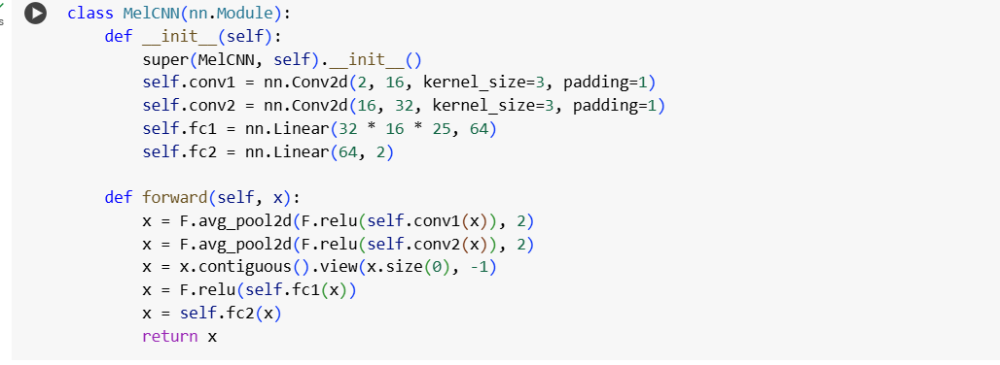 class MelCNN(nn.Module):
    def __init__(self):
        super(MelCNN, self).__init__()
        self.conv1 = nn.Conv2d(2, 16, kernel_size=3, padding=1)
        self.conv2 = nn.Conv2d(16, 32, kernel_size=3, padding=1)
        self.fc1 = nn.Linear(32 * 16 * 25, 64)
        self.fc2 = nn.Linear(64, 2)

    def forward(self, x):
        x = F.avg_pool2d(F.relu(self.conv1(x)), 2)
        x = F.avg_pool2d(F.relu(self.conv2(x)), 2)
        x = x.contiguous().view(x.size(0), -1)
        x = F.relu(self.fc1(x))
        x = self.fc2(x)
        return x